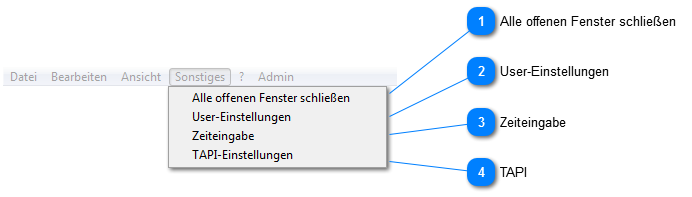 Datei Bearbeiten Ansicht Sonstiges ? Admin
Alle offenen Fenster schließen
User-Einstellungen
Zeiteingabe
TAPI-Einstellungen
1 Alle offenen Fenster schließen
2 User-Einstellungen
3 Zeiteingabe
4 TAPI